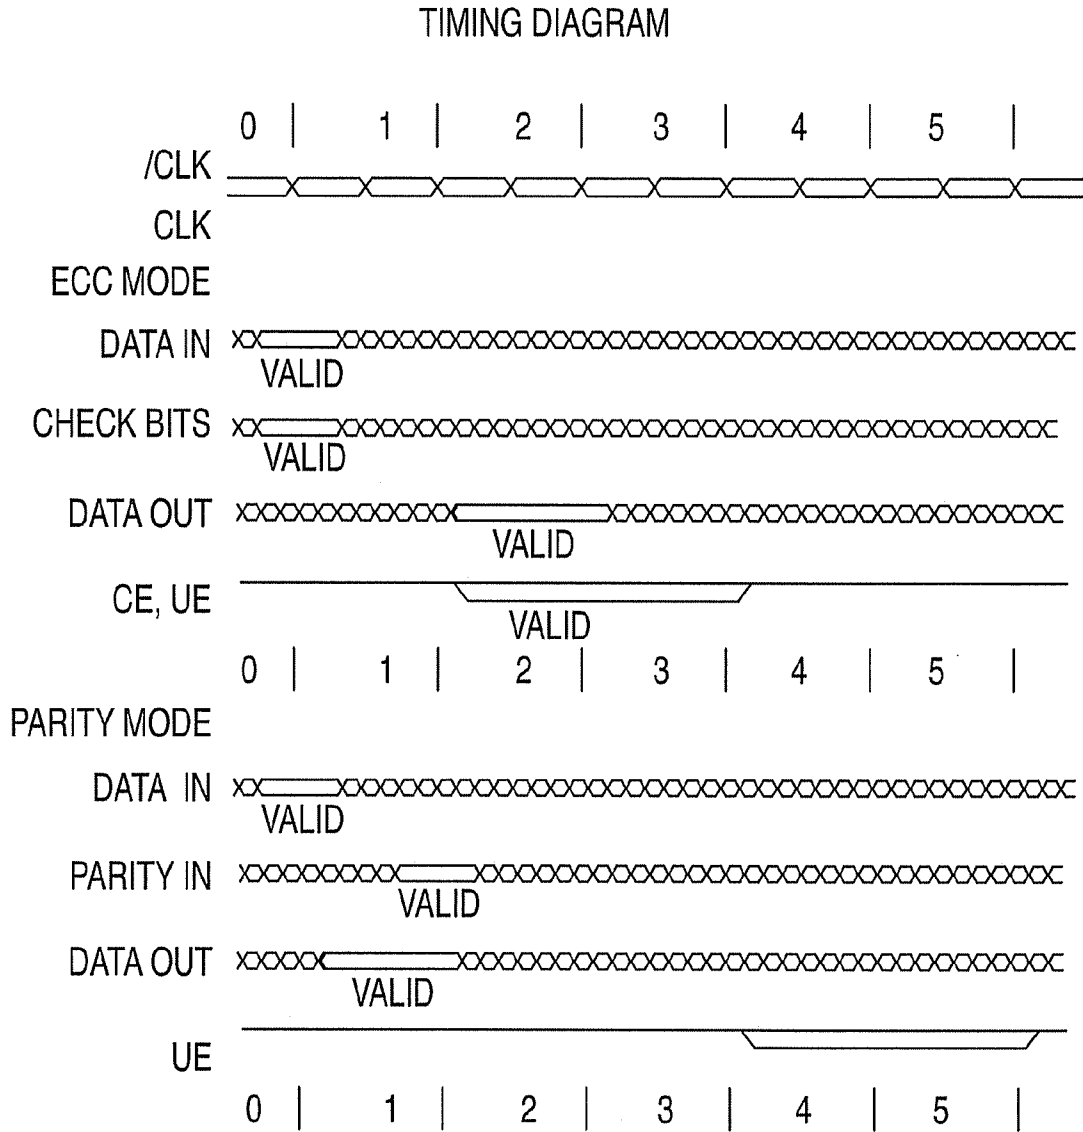 TIMING DIAGRAM
0 | 1 | 2 | 3 | 4 | 5 |
/CLK
CLK
ECC MODE
DATA IN
VALID
CHECK BITS
VALID
DATA OUT
VALID
CE, UE
VALID
0 | 1 | 2 | 3 | 4 | 5 |
PARITY MODE
DATA IN
VALID
PARITY IN
VALID
DATA OUT
VALID
UE
0 | 1 | 2 | 3 | 4 | 5 |